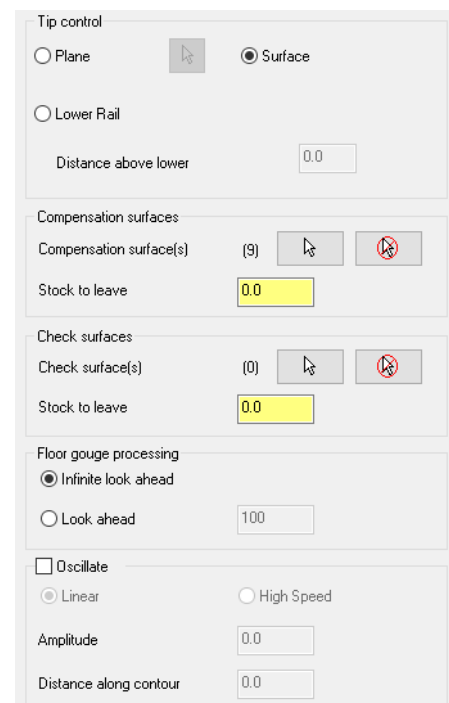 Tip control
Plane Surface
Lower Rail
Distance above lower 0.0
Compensation surfaces
Compensation surface(s) (9)
Stock to leave 0.0
Check surfaces
Check surface(s) (0)
Stock to leave 0.0
Floor gouge processing
Infinite look ahead
Look ahead 100
Oscillate
Linear High Speed
Amplitude 0.0
Distance along contour 0.0